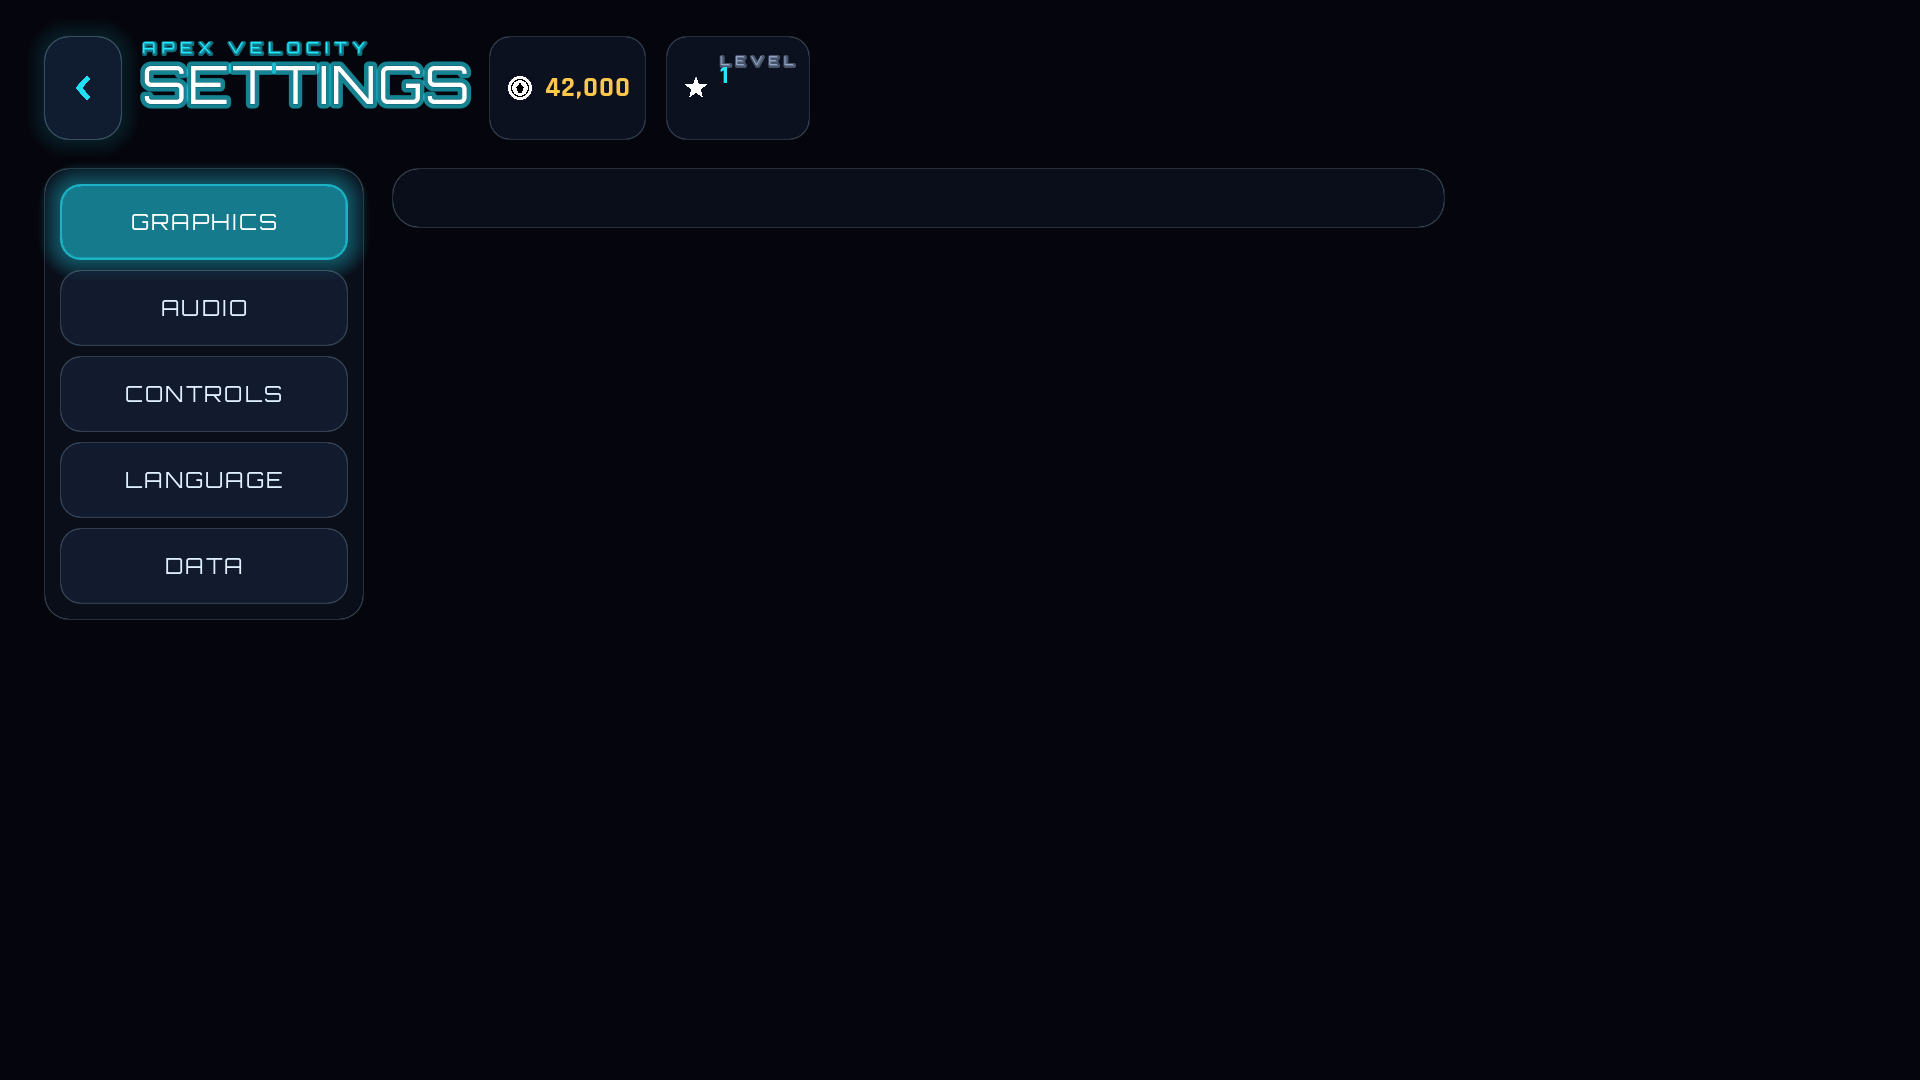 APEX VELOCITY
SETTINGS
42,000
LEVEL
1
GRAPHICS
AUDIO
CONTROLS
LANGUAGE
DATA